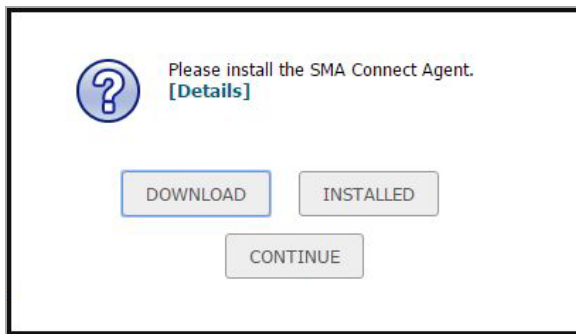 Please install the SMA Connect Agent.
[Details]
DOWNLOAD
INSTALLED
CONTINUE